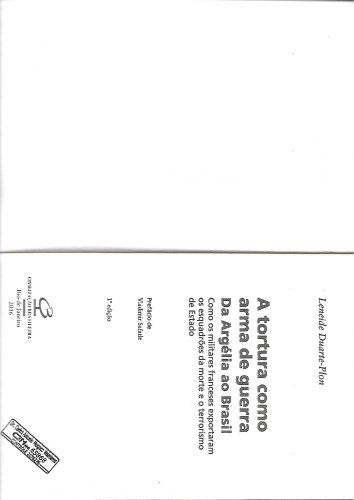 Leneide Duarte-Plon
A tortura como
arma de guerra
Da Argélia ao Brasil
Como os militares franceses exportaram
os esquadrões da morte e o terrorismo
de Estado
Prefácio de
Vladimir Safatle
1ª edição
CIVILIZAÇÃO BRASILEIRA
Rio de Janeiro
2016